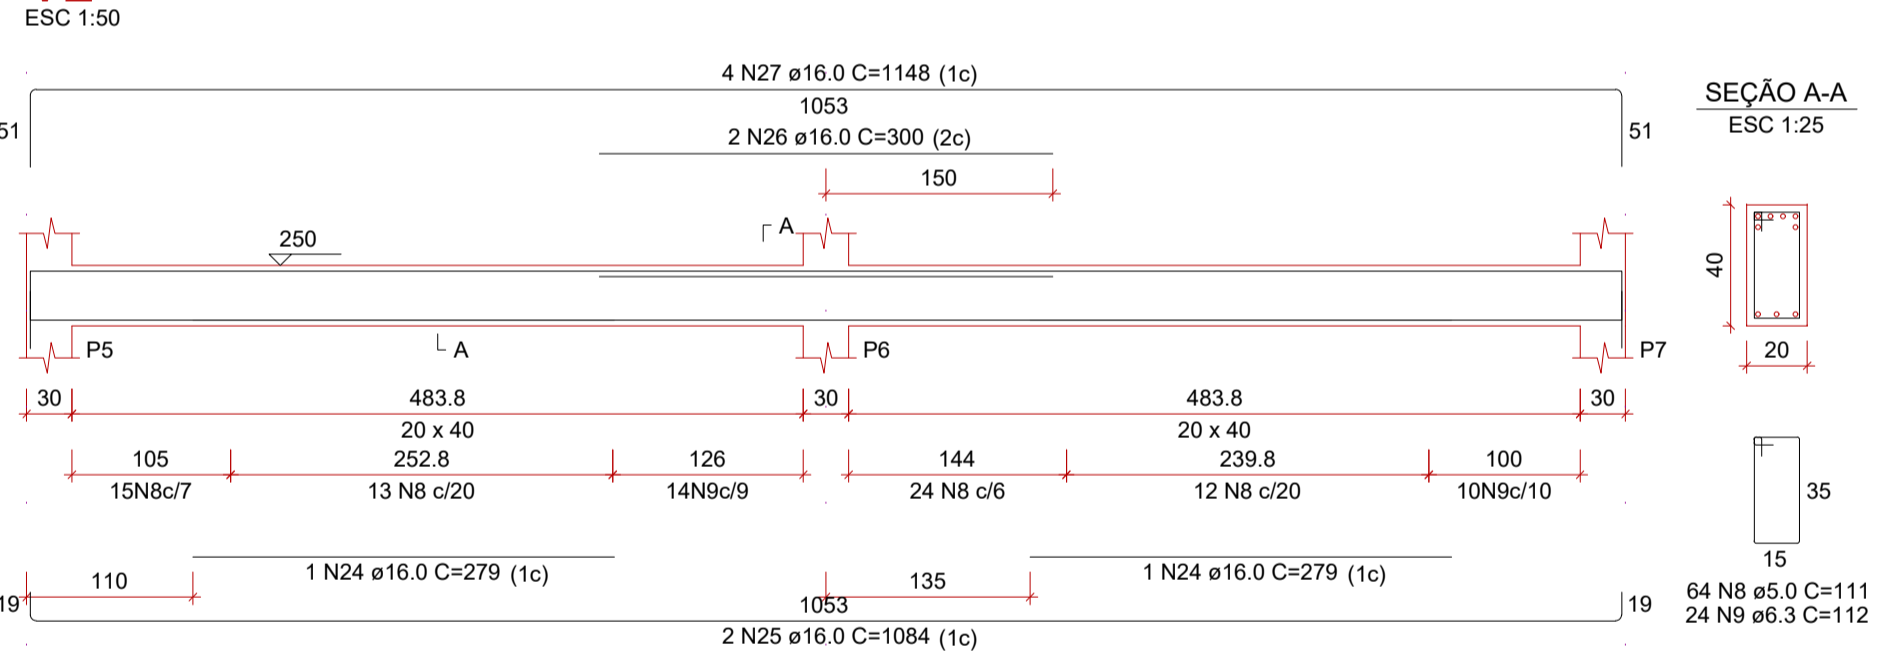 ESC 1:50
4 N27 ø16.0 C=1148 (1c)
1053
2 N26 ø16.0 C=300 (2c)
51
51
150
SEÇÃO A-A
ESC 1:25
250
A
A
P5
P6
P7
40
20
30
483.8
30
483.8
30
20 x 40
20 x 40
105
252.8
126
144
239.8
100
15N8c/7
13 N8 c/20
14N9c/9
24 N8 c/6
12 N8 c/20
10N9c/10
35
15
64 N8 ø5.0 C=111
24 N9 ø6.3 C=112
110
1 N24 ø16.0 C=279 (1c)
135
1 N24 ø16.0 C=279 (1c)
19
1053
19
2 N25 ø16.0 C=1084 (1c)